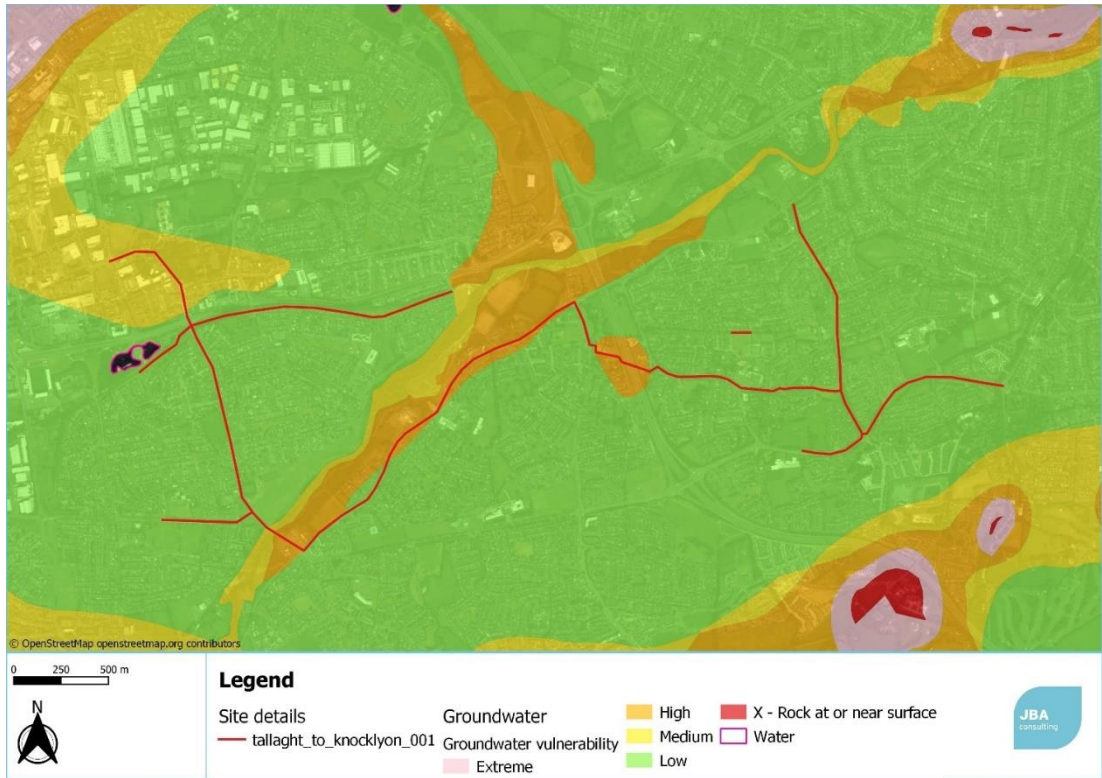 © OpenStreetMap openstreetmap.org contributors
0 250 500 m
N
Legend
Site details
tallaght_to_knocklyon_001
Groundwater
Groundwater vulnerability
Extreme
High
Medium
Low
X - Rock at or near surface
Water
JBA
consulting